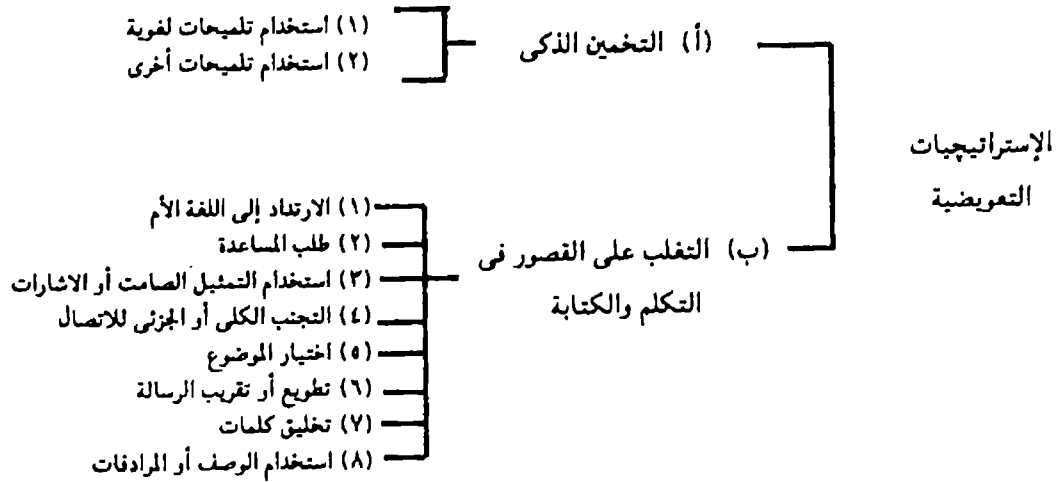 الإستراتيچيات
التعويضية
(أ) التخمين الذكى
(١) استخدام تلميحات لغوية
(٢) استخدام تلميحات أخرى
(ب) التغلب على القصور فى
التكلم والكتابة
(١) الارتداد إلى اللغة الأم
(٢) طلب المساعدة
(٣) استخدام التمثيل الصامت أو الاشارات
(٤) التجنب الكلى أو الجزئى للاتصال
(٥) اختيار الموضوع
(٦) تطويع أو تقريب الرسالة
(٧) تخليق كلمات
(٨) استخدام الوصف أو المرادفات